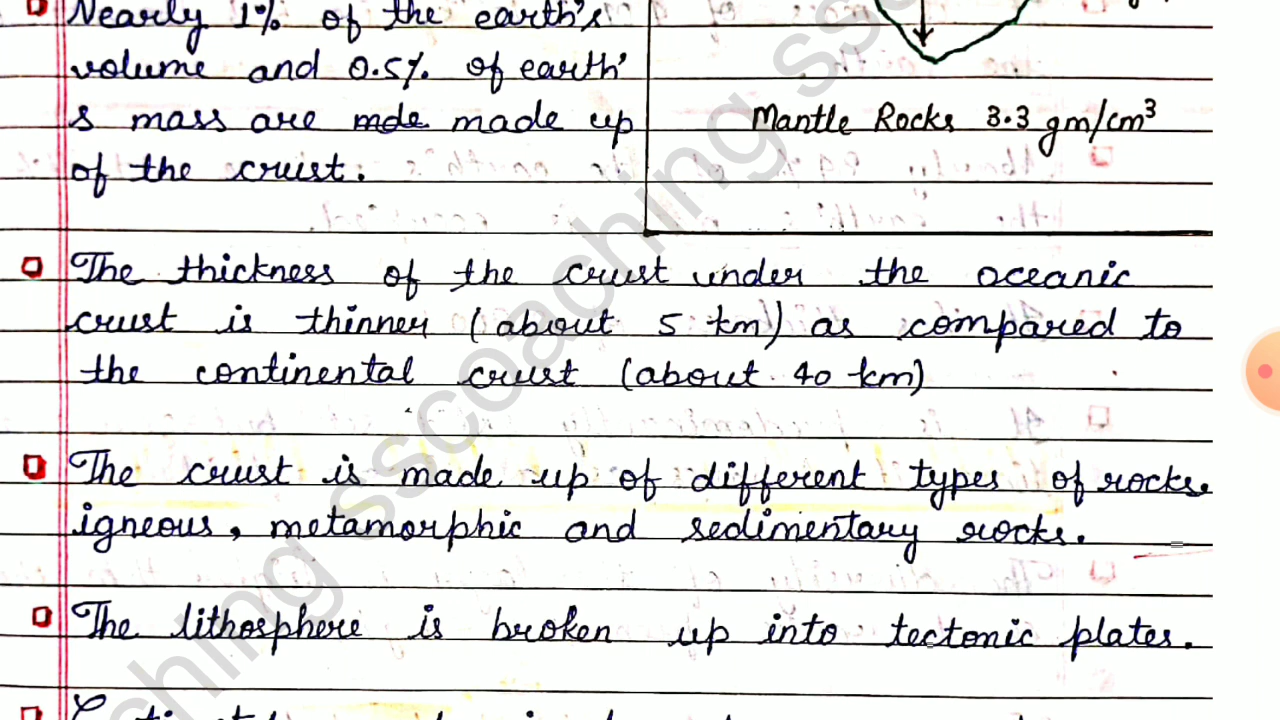 Nearly 1% of the earth's
volume and 0.5% of earth'
s mass are mde made up
of the crust.
Mantle Rocks 3.3 gm/cm³
The thickness of the crust under the oceanic
crust is thinner (about 5 km) as compared to
the continental crust (about 40 km)
The crust is made up of different types of rocks.
igneous, metamorphic and sedimentary rocks.
The lithosphere is broken up into tectonic plates.
sscoaching sscoaching